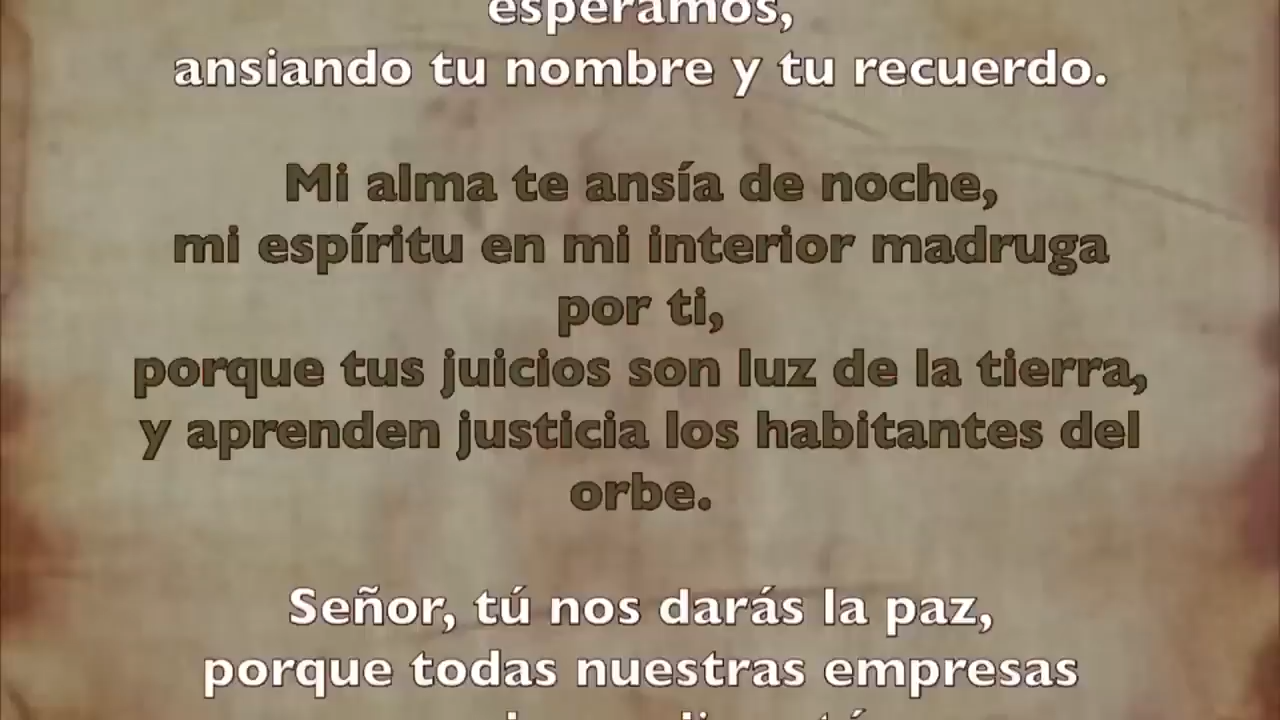 esperamos,
ansiando tu nombre y tu recuerdo.
Mi alma te ansía de noche,
mi espíritu en mi interior madruga
por ti,
porque tus juicios son luz de la tierra,
y aprenden justicia los habitantes del
orbe.
Señor, tú nos darás la paz,
porque todas nuestras empresas